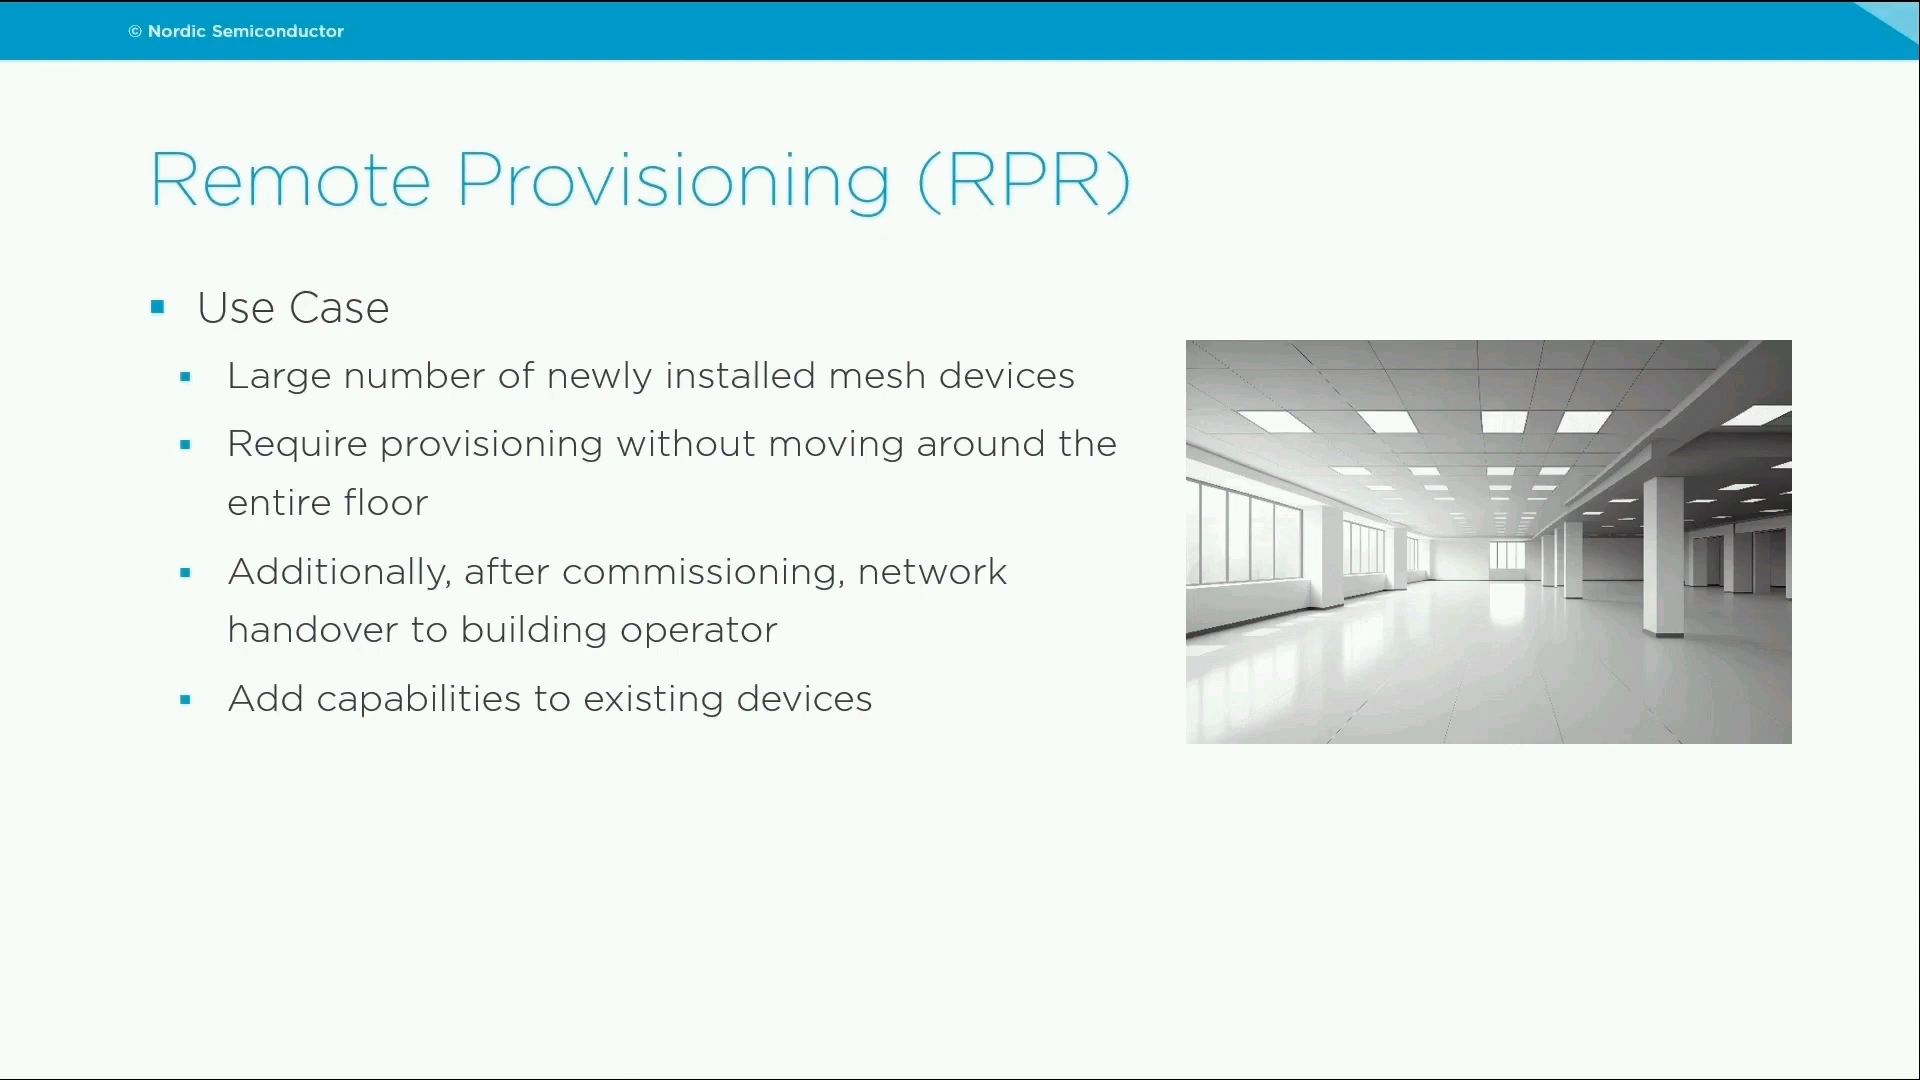 © Nordic Semiconductor
Remote Provisioning (RPR)
Use Case
Large number of newly installed mesh devices
Require provisioning without moving around the
entire floor
Additionally, after commissioning, network
handover to building operator
Add capabilities to existing devices